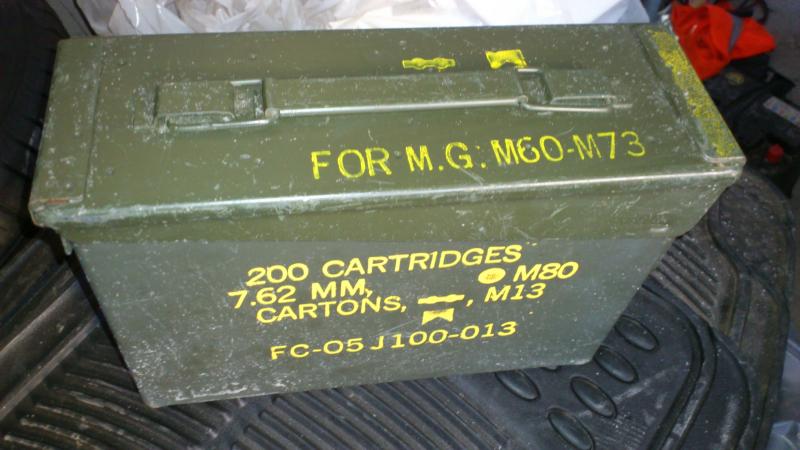 FOR M.G: M60-M73
200 CARTRIDGES
7.62 MM, M80
CARTONS, , M13
FC-05J100-013